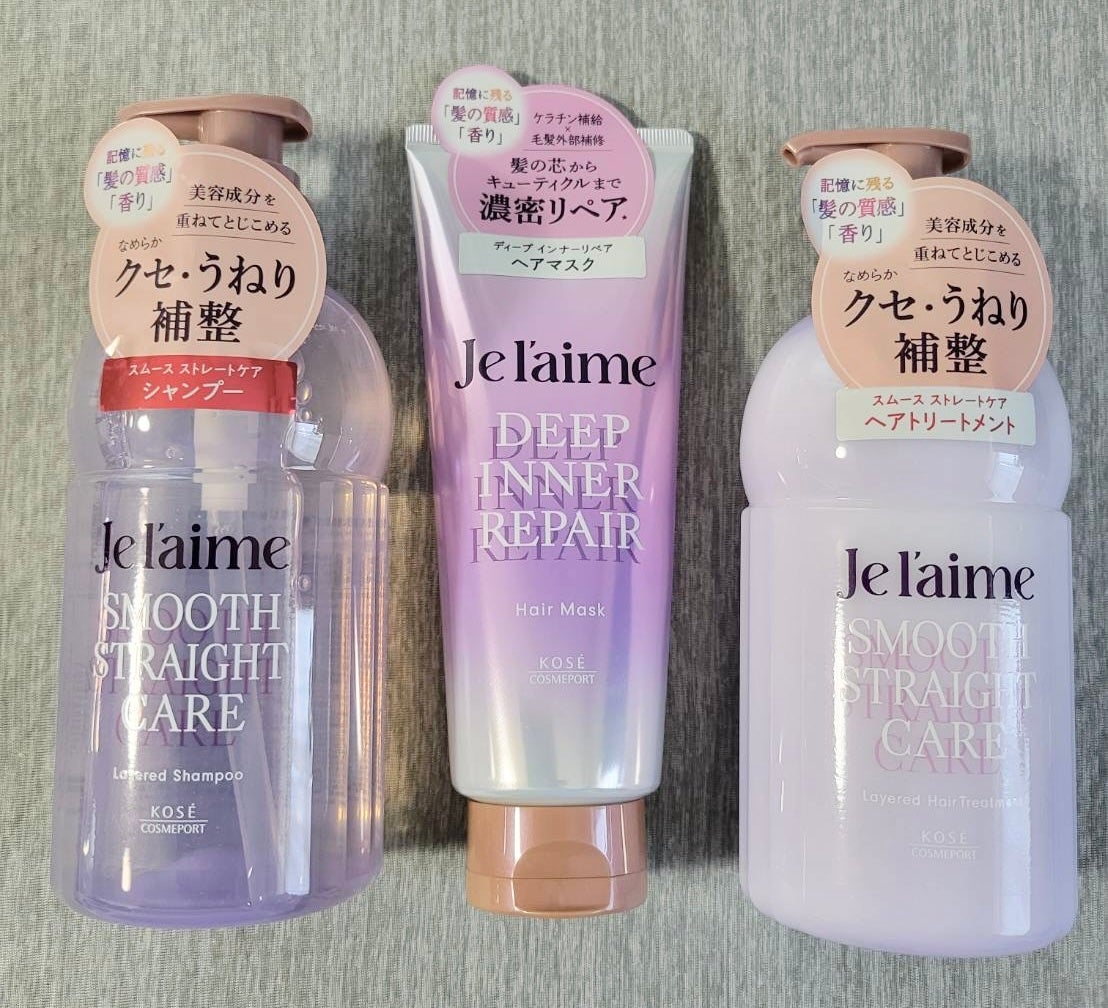 記憶に残る
「髪の質感」
「香り」
美容成分を
重ねてとじこめる
なめらか
クセ・うねり
補整
スムース ストレートケア
シャンプー
Je l'aime
SMOOTH
STRAIGHT
CARE
Layered Shampoo
KOSÉ
COSMEPORT
記憶に残る
「髪の質感」
「香り」
ケラチン補給
×
毛髪外部補修
髪の芯から
キューティクルまで
濃密リペア.
ディープ インナーリペア
ヘアマスク
Je l'aime
DEEP
INNER
REPAIR
Hair Mask
KOSÉ
COSMEPORT
記憶に残る
「髪の質感」
「香り」
美容成分を
重ねてとじこめる
なめらか
クセ・うねり
補整
スムース ストレートケア
ヘアトリートメント
Je l'aime
SMOOTH
STRAIGHT
CARE
Layered Hair Treatment
KOSÉ
COSMEPORT